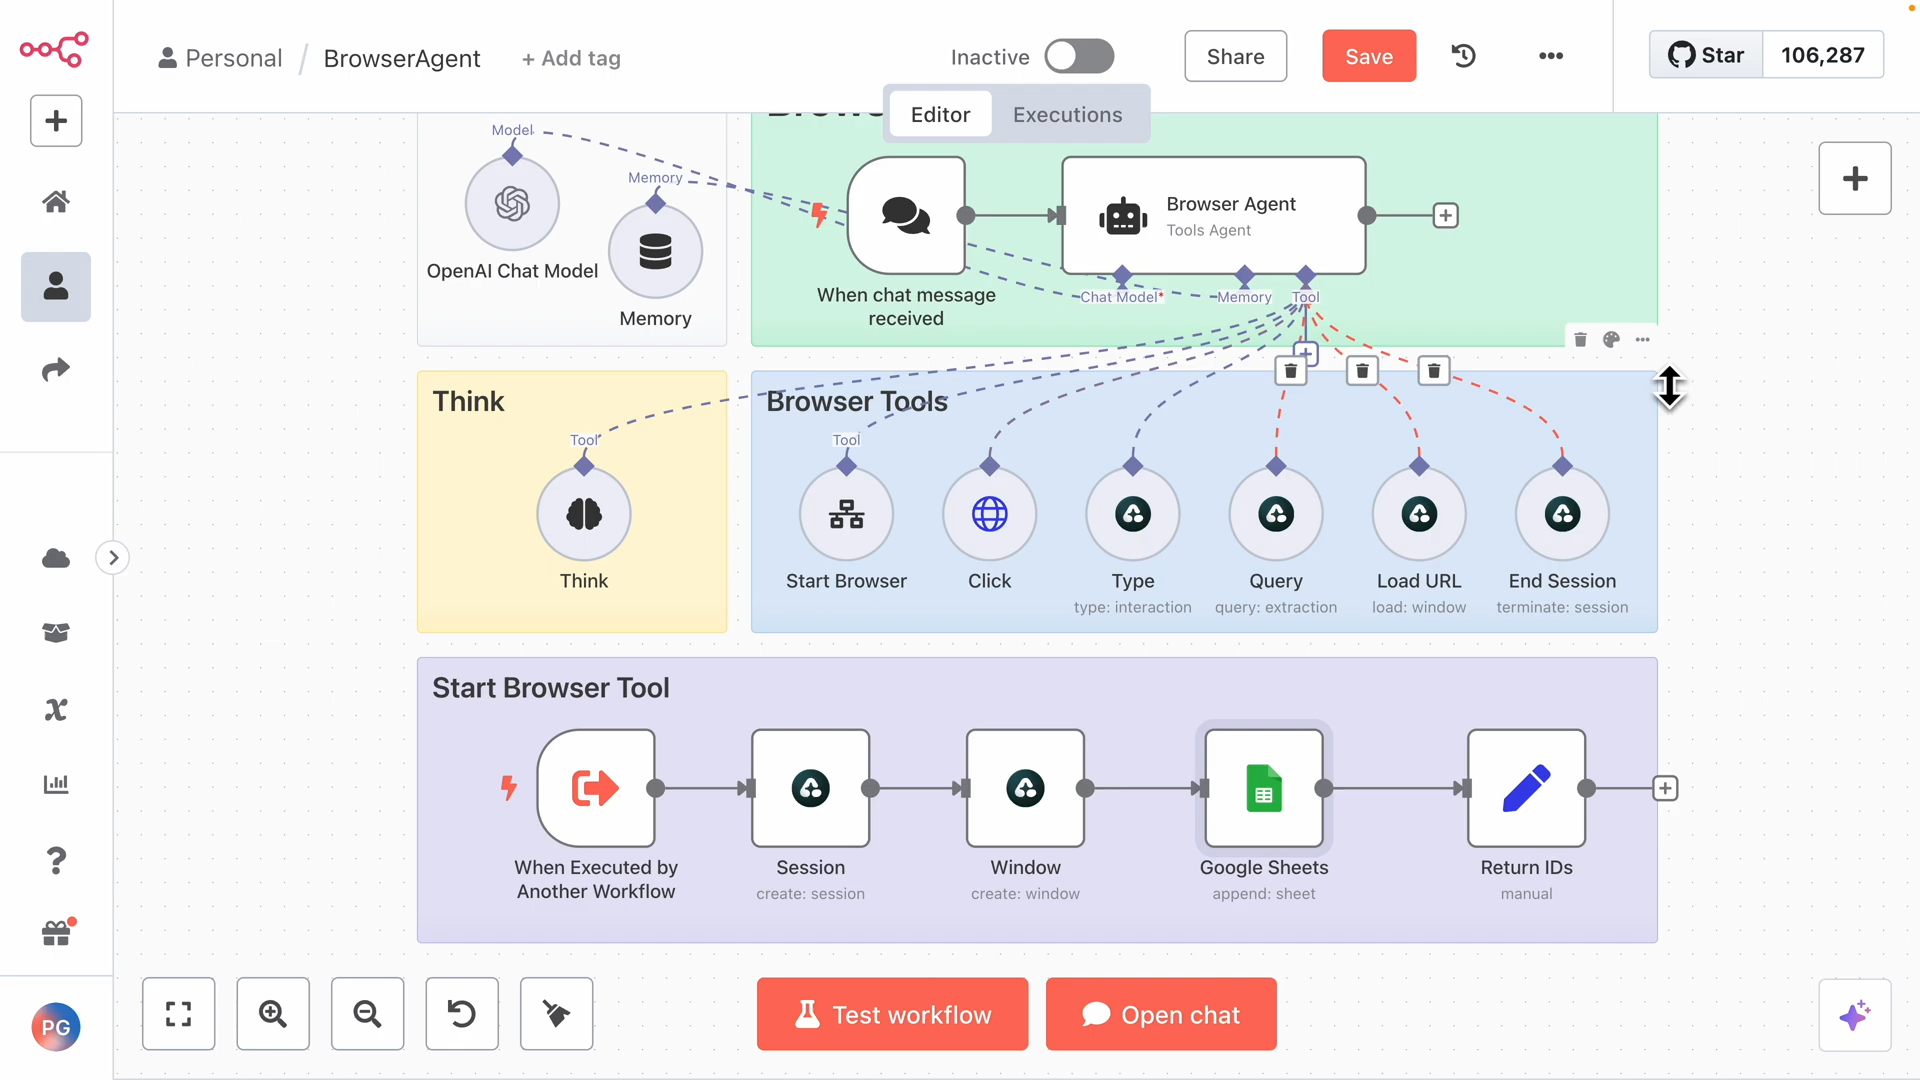 Personal / BrowserAgent + Add tag
Inactive
Share
Save
Star 106,287
Editor Executions
Model
Memory
OpenAI Chat Model
Memory
When chat message
received
Browser Agent
Tools Agent
Chat Model*
Memory
Tool
Think
Tool
Think
Browser Tools
Tool
Start Browser
Click
Type
type: interaction
Query
query: extraction
Load URL
load: window
End Session
terminate: session
Start Browser Tool
When Executed by
Another Workflow
Session
create: session
Window
create: window
Google Sheets
append: sheet
Return IDs
manual
PG
Test workflow
Open chat